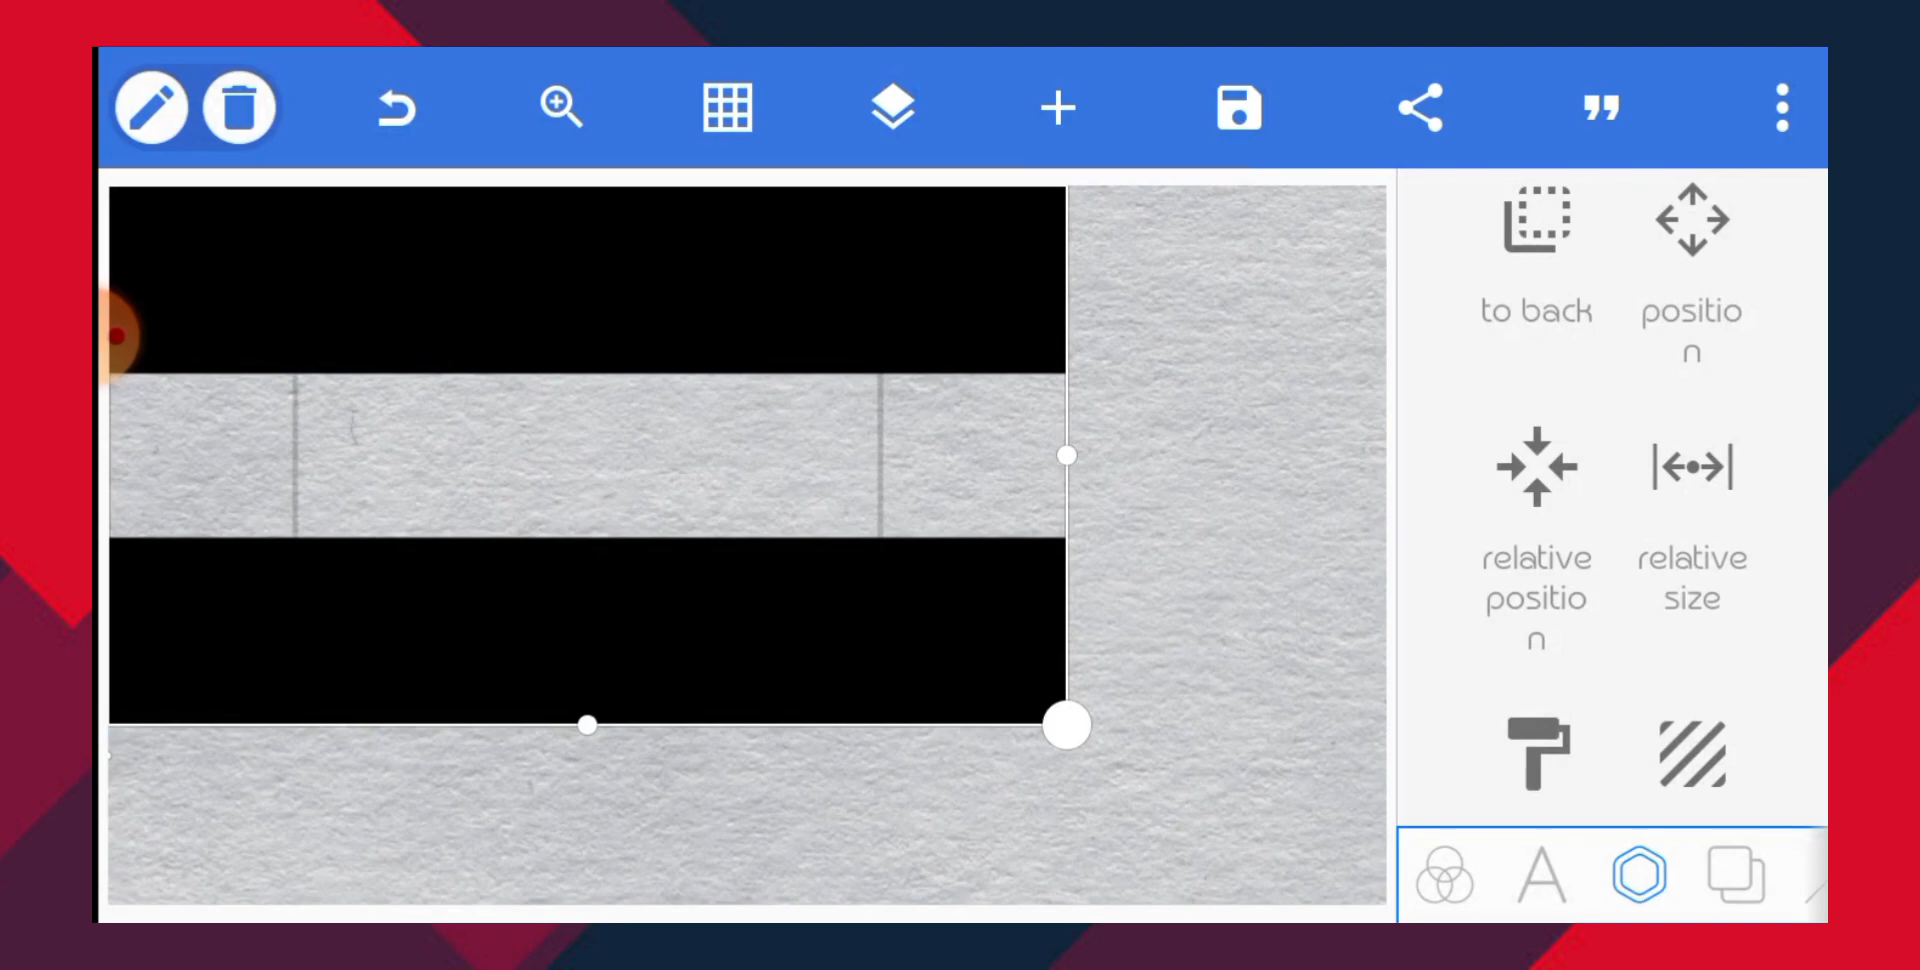 to back
positio
n
relative
positio
n
relative
size